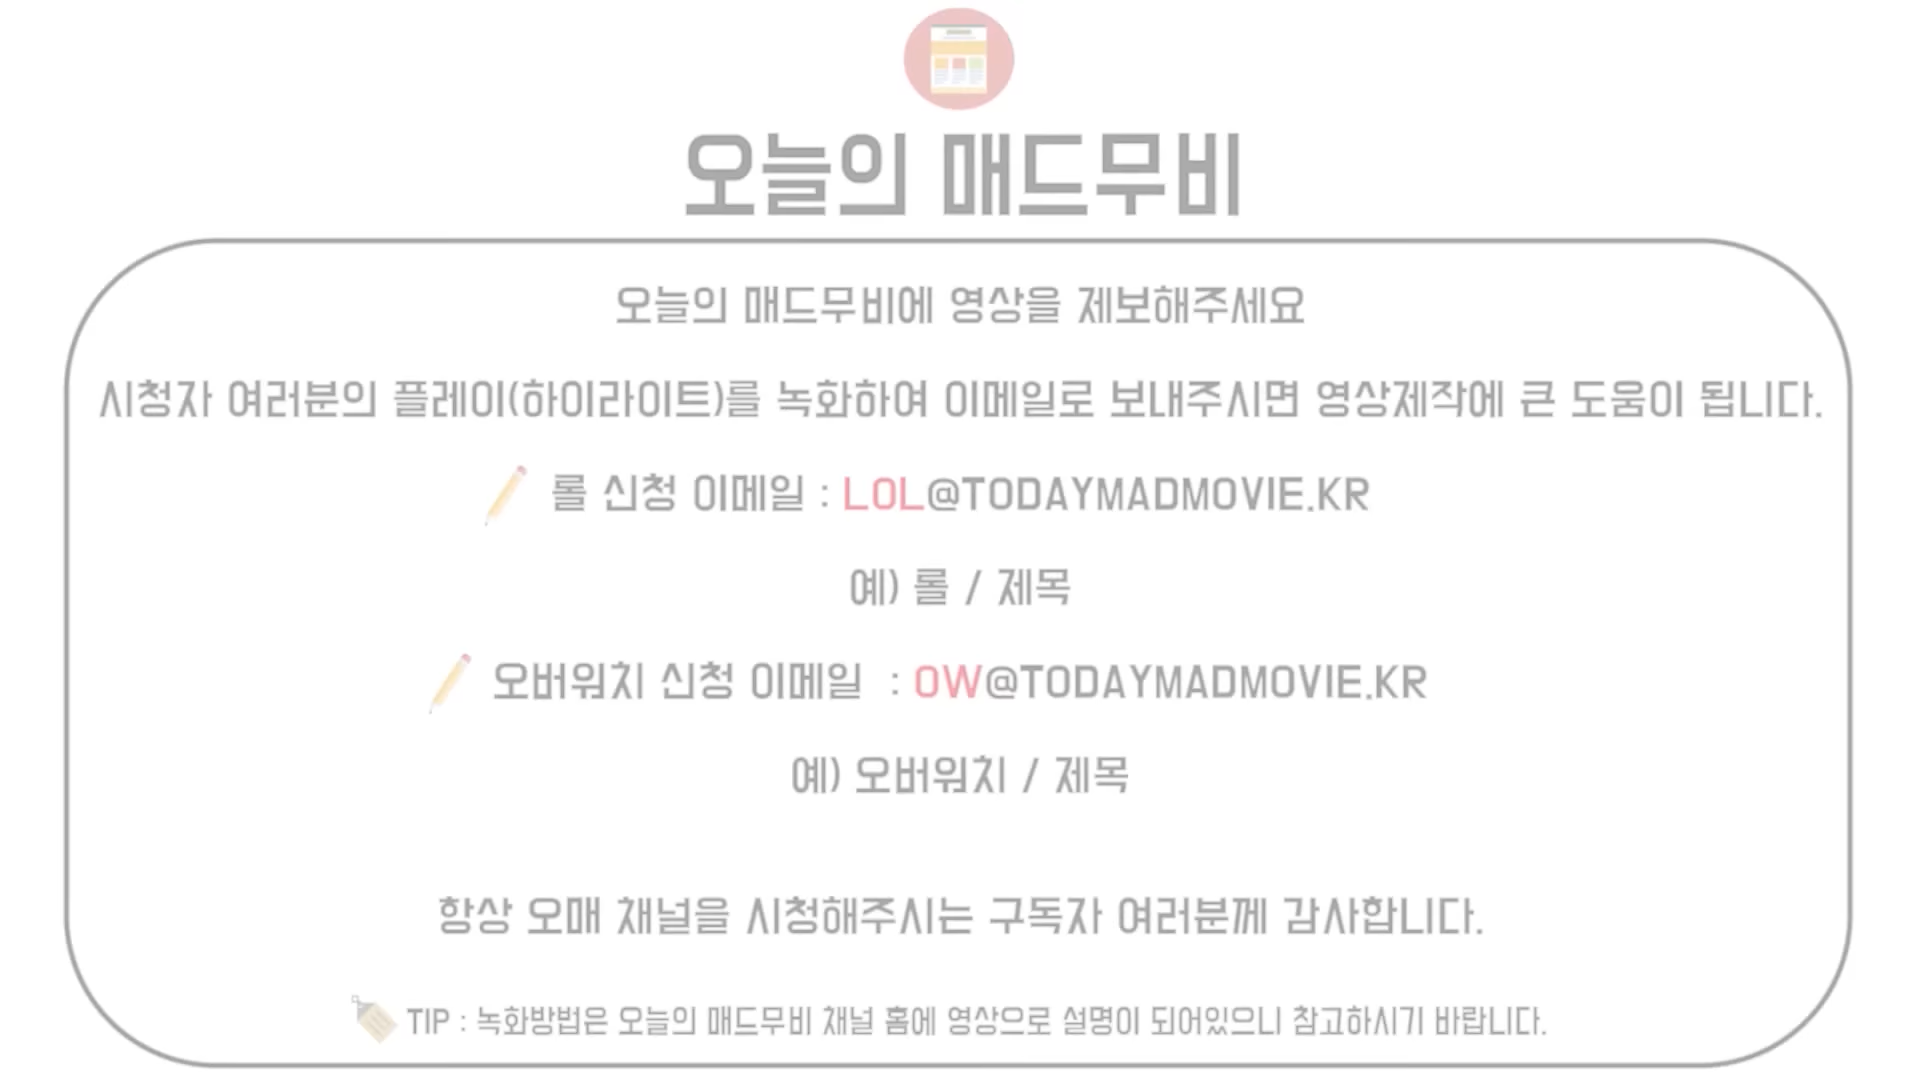 오늘의 매드무비
오늘의 매드무비에 영상을 제보해주세요
시청자 여러분의 플레이(하이라이트)를 녹화하여 이메일로 보내주시면 영상제작에 큰 도움이 됩니다.
롤 신청 이메일 : LOL@TODAYMADMOVIE.KR
예) 롤 / 제목
오버워치 신청 이메일 : OW@TODAYMADMOVIE.KR
예) 오버워치 / 제목
항상 오매 채널을 시청해주시는 구독자 여러분께 감사합니다.
TIP : 녹화방법은 오늘의 매드무비 채널 홈에 영상으로 설명이 되어있으니 참고하시기 바랍니다.